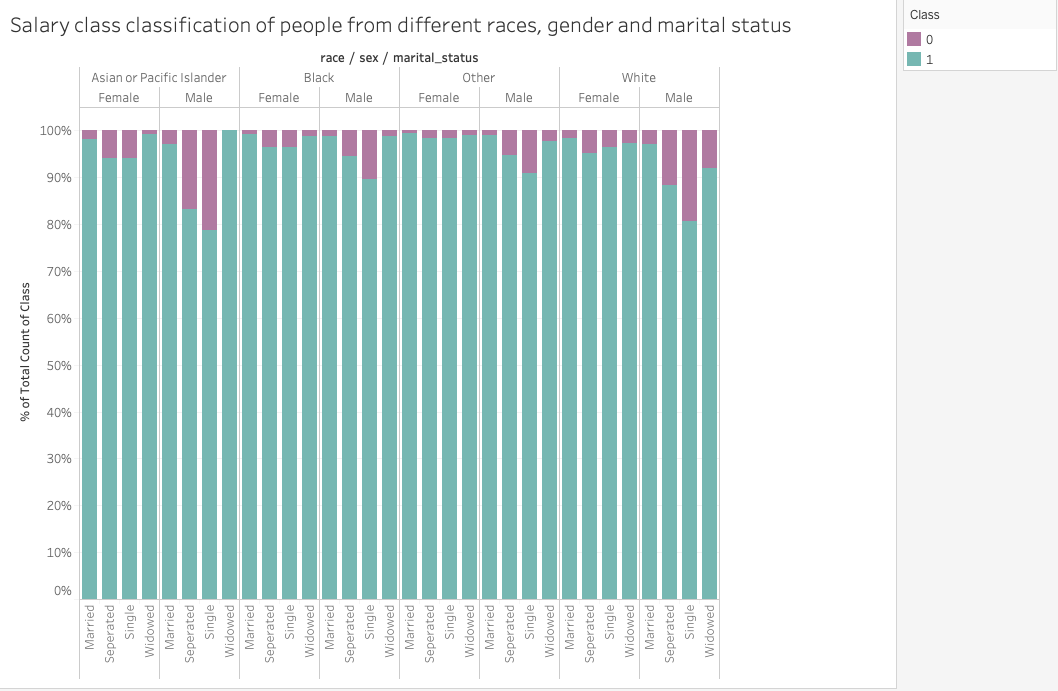 Salary class classification of people from different races, gender and marital status
Class
0
1
race / sex / marital_status
Asian or Pacific Islander Black Other White
Female Male Female Male Female Male Female Male
% of Total Count of Class
100%
90%
80%
70%
60%
50%
40%
30%
20%
10%
0%
Married Seperated Single Widowed Married Seperated Single Widowed Married Seperated Single Widowed Married Seperated Single Widowed Married Seperated Single Widowed Married Seperated Single Widowed Married Seperated Single Widowed Married Seperated Single Widowed